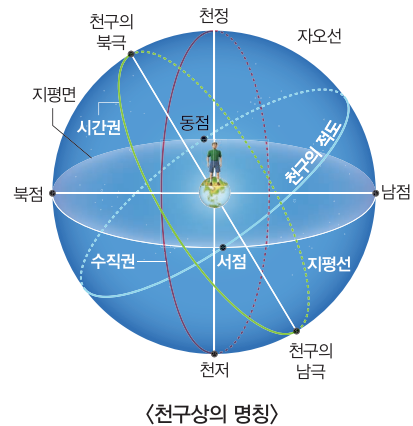 천구의
북극
천정
자오선
지평면
시간권
동점
천구의 적도
북점
남점
수직권
서점
지평선
천구의
남극
천저
〈천구상의 명칭〉